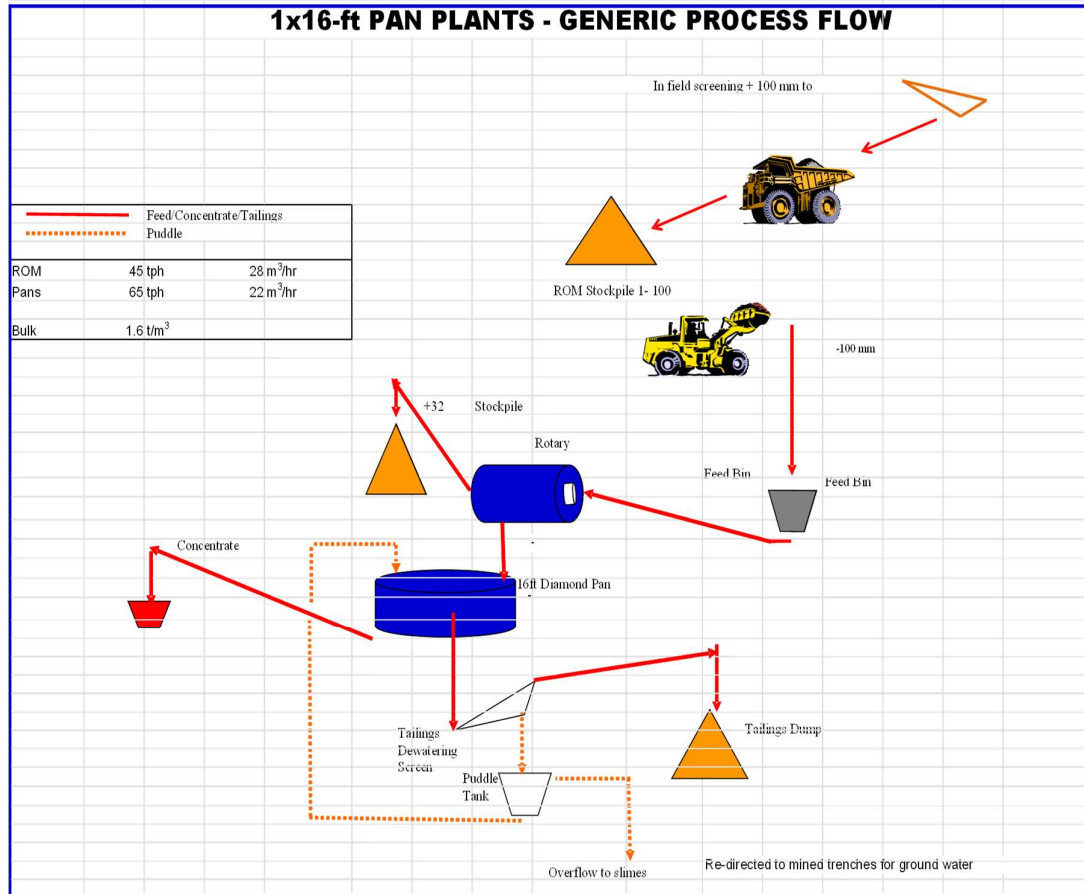 1x16-ft PAN PLANTS - GENERIC PROCESS FLOW
In field screening + 100 mm to
Feed/Concentrate/Tailings
Puddle
ROM 45 tph 28 m³/hr
Pans 65 tph 22 m³/hr
Bulk 1.6 t/m³
ROM Stockpile 1- 100
-100 mm
+32 Stockpile
Rotary
Feed Bin
Feed Bin
-
Concentrate
16ft Diamond Pan
-
Tailings
Dewatering
Screen
Tailings Dump
Puddle
Tank
Overflow to slimes
Re-directed to mined trenches for ground water